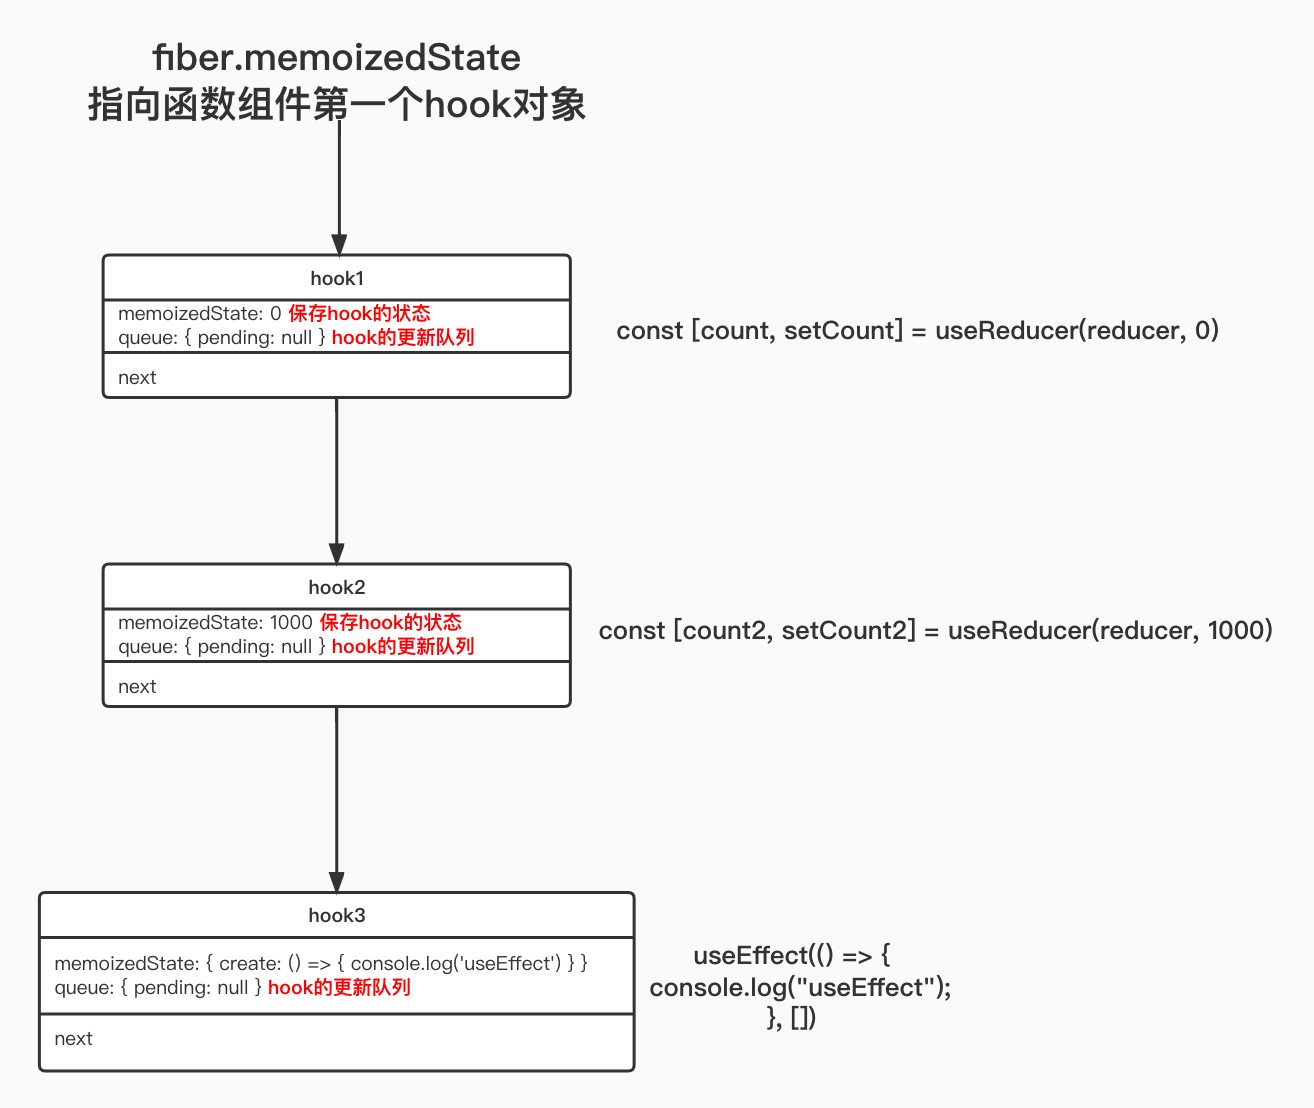 fiber.memoizedState
指向函数组件第一个hook对象
hook1
memoizedState: 0 保存hook的状态
queue: { pending: null } hook的更新队列
next
const [count, setCount] = useReducer(reducer, 0)
hook2
memoizedState: 1000 保存hook的状态
queue: { pending: null } hook的更新队列
next
const [count2, setCount2] = useReducer(reducer, 1000)
hook3
memoizedState: { create: () => { console.log('useEffect') } }
queue: { pending: null } hook的更新队列
next
useEffect(() => {
console.log("useEffect");
}, [])